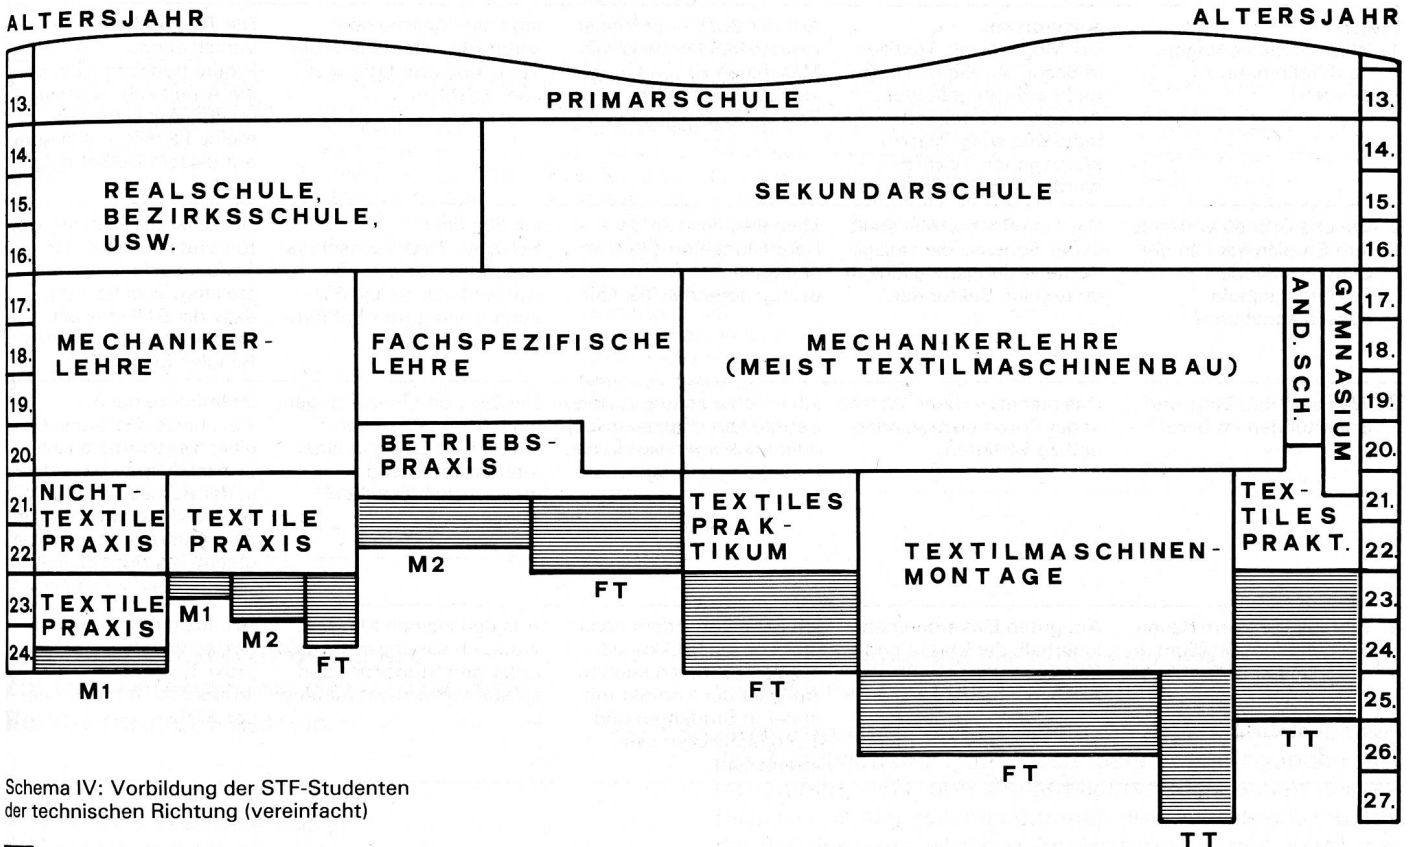 ALTERSJAHR
ALTERSJAHR
PRIMARSCHULE
13.
13.
14.
14.
REALSCHULE,
BEZIRKSSCHULE,
USW.
SEKUNDARSCHULE
15.
15.
16.
16.
17.
17.
MECHANIKER-
LEHRE
FACHSPEZIFISCHE
LEHRE
MECHANIKERLEHRE
(MEIST TEXTILMASCHINENBAU)
AND. SCH.
GYMNASIUM
18.
18.
19.
19.
BETRIEBS-
PRAXIS
20.
20.
NICHT-
TEXTILE
PRAXIS
TEXTILE
PRAXIS
TEXTILES
PRAK-
TIKUM
TEXTILMASCHINEN-
MONTAGE
TEX-
TILES
PRAKT.
21.
21.
22.
22.
M2
FT
TEXTILE
PRAXIS
M1
M2
FT
23.
23.
24.
24.
M1
FT
25.
25.
TT
26.
26.
FT
27.
TT
Schema IV: Vorbildung der STF-Studenten
der technischen Richtung (vereinfacht)